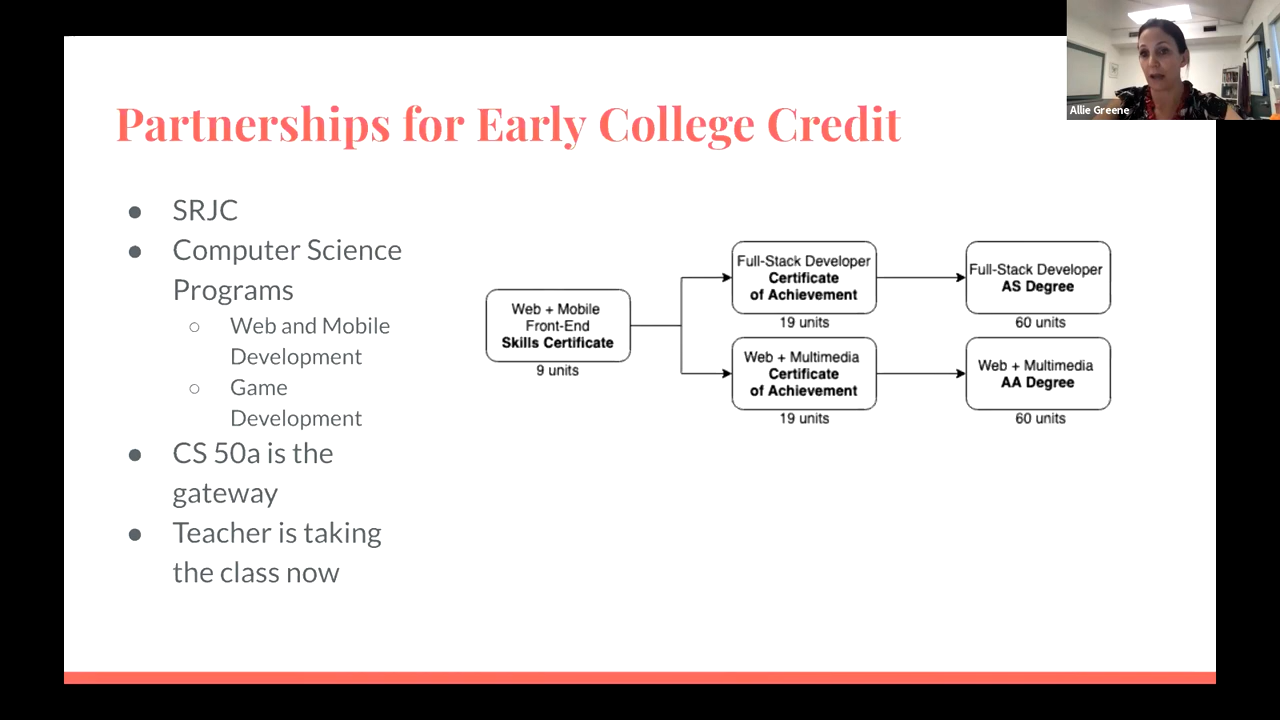 Allie Greene
Partnerships for Early College Credit
● SRJC
● Computer Science
Programs
○ Web and Mobile
Development
○ Game
Development
● CS 50a is the
gateway
● Teacher is taking
the class now
Web + Mobile
Front-End
Skills Certificate
9 units
Full-Stack Developer
Certificate
of Achievement
19 units
Full-Stack Developer
AS Degree
60 units
Web + Multimedia
Certificate
of Achievement
19 units
Web + Multimedia
AA Degree
60 units